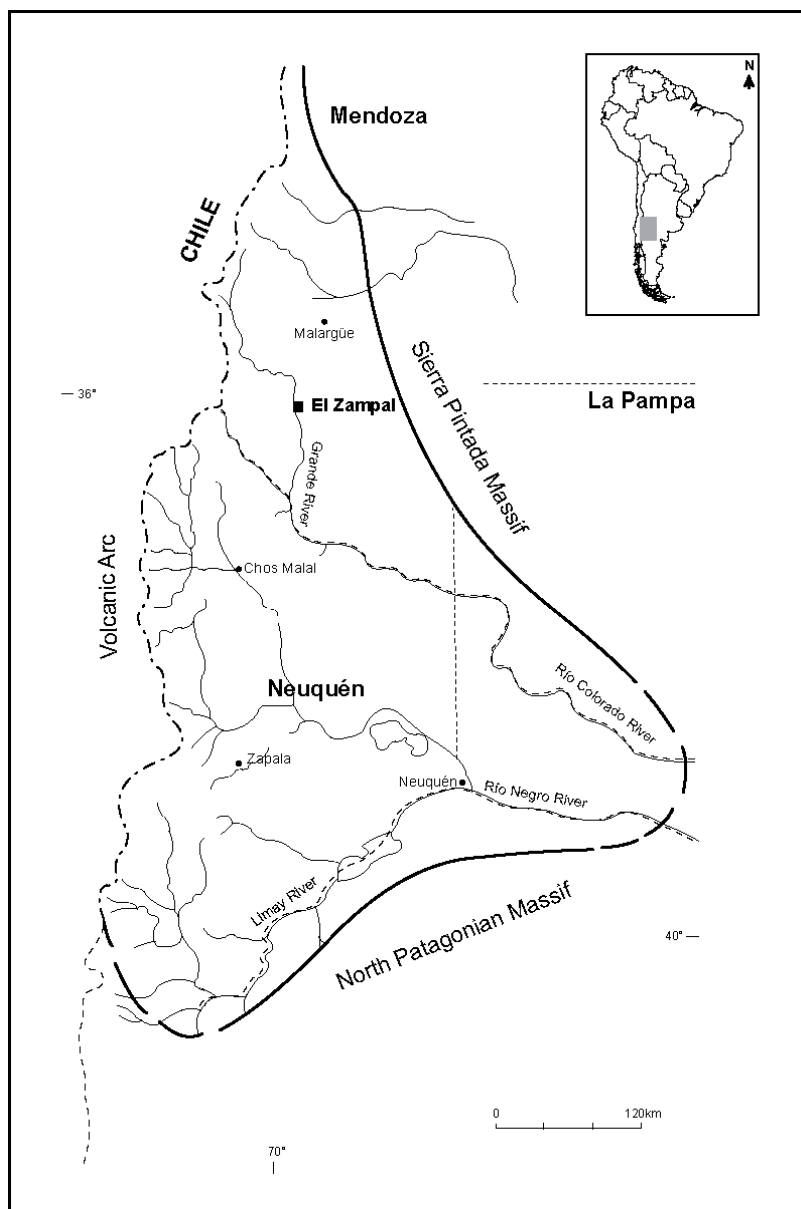 N
Mendoza
CHILE
Malargüe
Sierra Pintada Massif
36°
La Pampa
El Zampal
Grande River
Volcanic Arc
Chos Malal
Neuquén
Río Colorado River
Zapala
Neuquén
Río Negro River
Limay River
North Patagonian Massif
40°
0 120km
70°